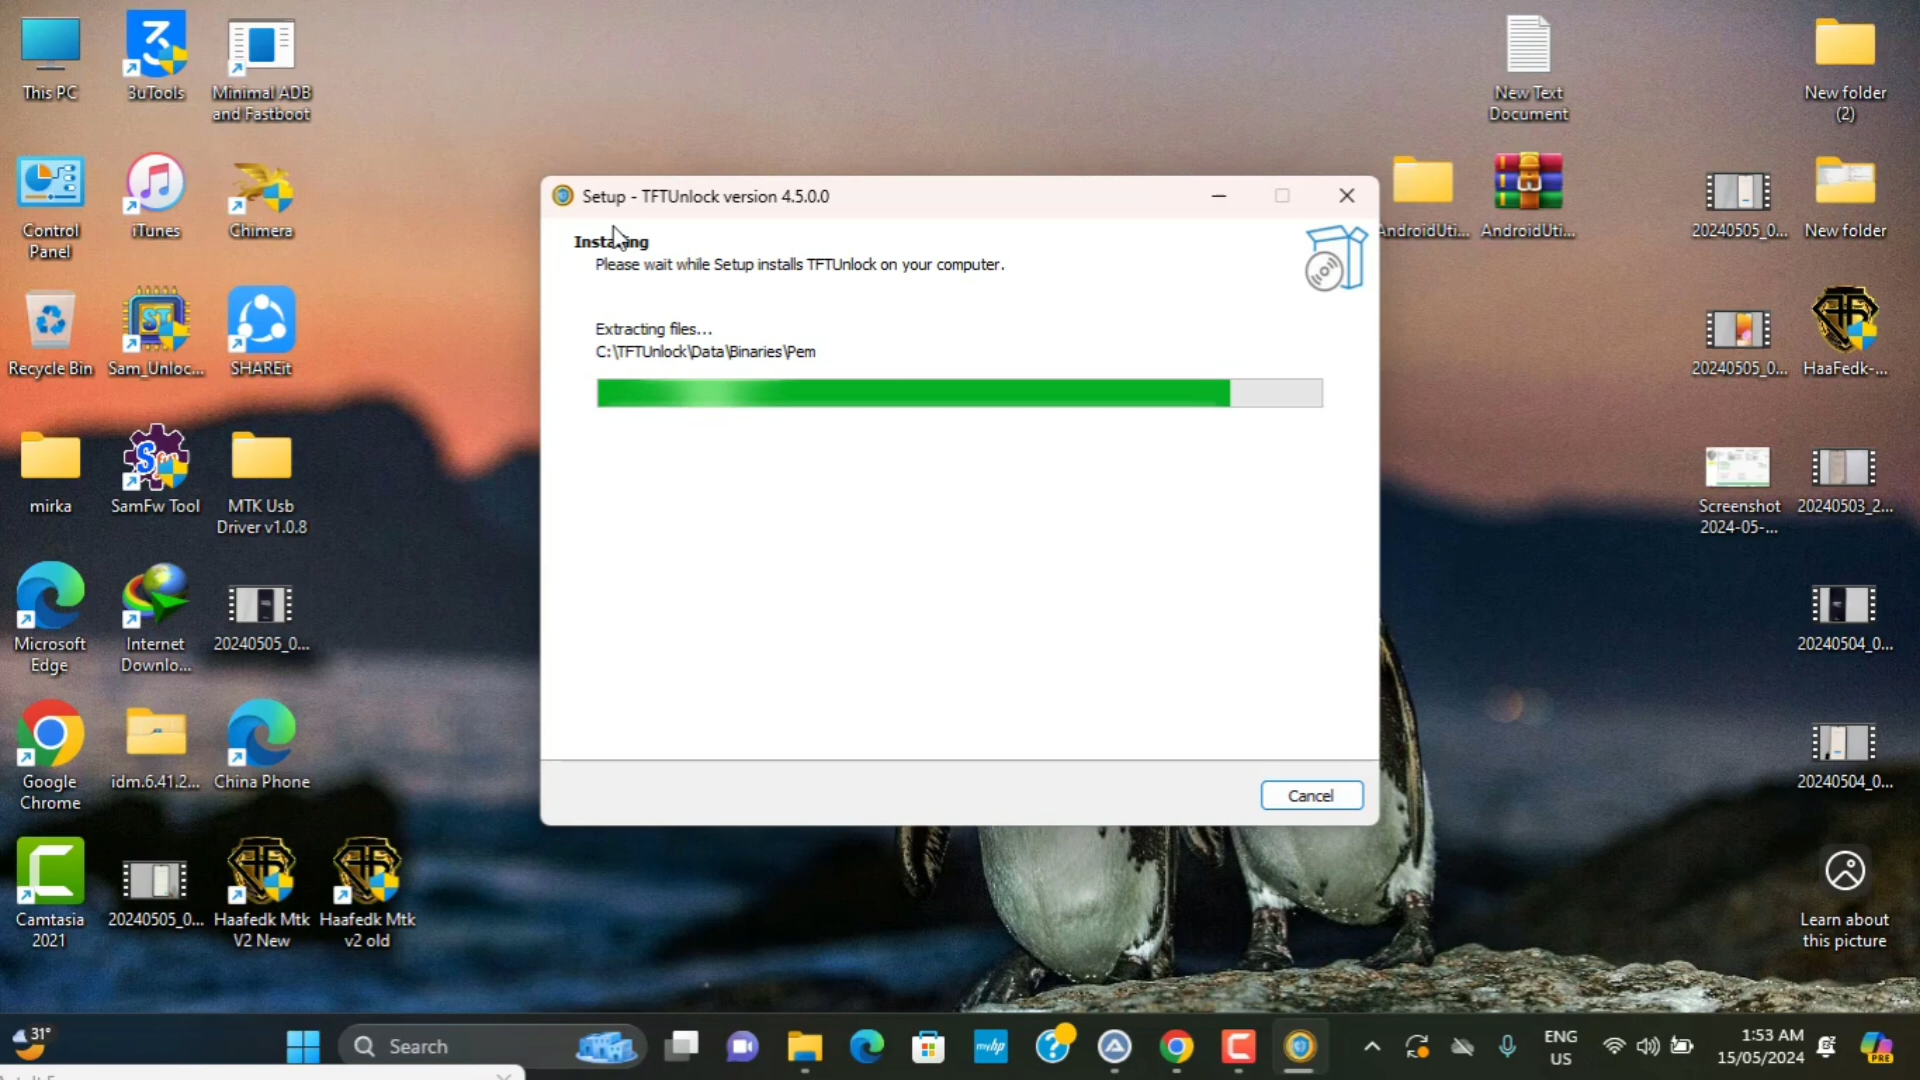 This PC
3uTools
Minimal ADB
and Fastboot
New Text
Document
New folder
(2)
Control
Panel
iTunes
Chimera
AndroidUti...
AndroidUti...
20240505_0...
New folder
Recycle Bin
Sam_Unloc...
SHAREit
20240505_0...
HaaFedk-...
mirka
SamFw Tool
MTK Usb
Driver v1.0.8
Screenshot
2024-05-...
20240503_2...
Microsoft
Edge
Internet
Downlo...
20240505_0...
20240504_0...
Google
Chrome
idm.6.41.2...
China Phone
20240504_0...
Camtasia
2021
20240505_0...
Haafedk Mtk
V2 New
Haafedk Mtk
v2 old
Learn about
this picture
Setup - TFTUnlock version 4.5.0.0
Installing
Please wait while Setup installs TFTUnlock on your computer.
Extracting files...
C:\TFTUnlock\Data\Binaries\Pem
Cancel
31°
Search
myhp
ENG
US
1:53 AM
15/05/2024
PRE